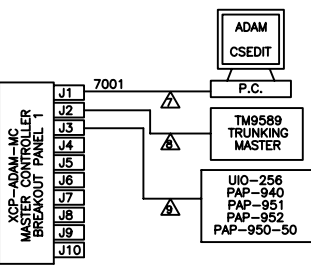 ADAM
CSEDIT
P.C.
7001
7
TM9589
TRUNKING
MASTER
8
UIO-256
PAP-940
PAP-951
PAP-952
PAP-950-50
9
XCP-ADAM-MC
MASTER CONTROLLER
BREAKOUT PANEL 1
J1
J2
J3
J4
J5
J6
J7
J8
J9
J10